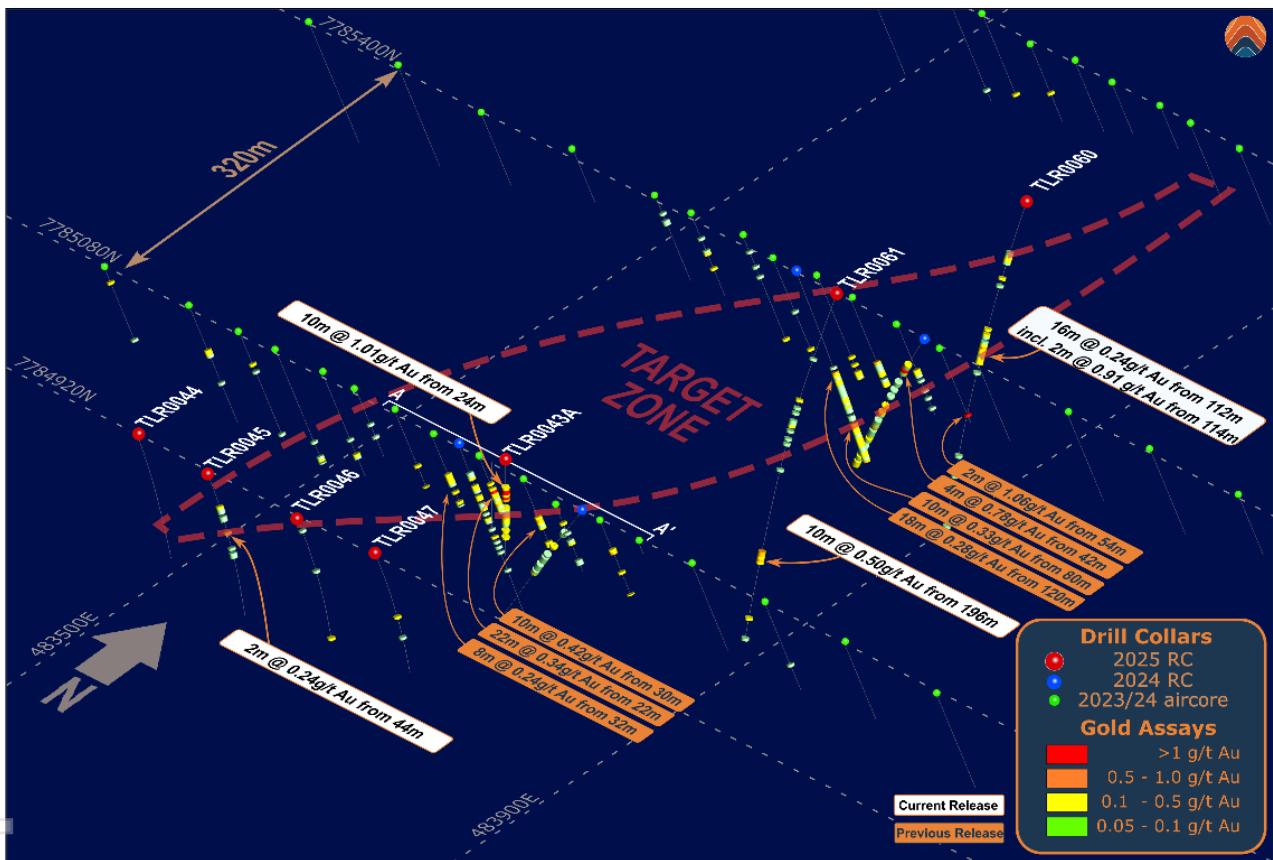 7785400N
320m
TLR0060
7785080N
TLR0061
10m @ 1.01g/t Au from 24m
16m @ 0.24g/t Au from 112m
incl. 2m @ 0.91 g/t Au from 114m
7784920N
TARGET
ZONE
TLR0044
A
TLR0043A
TLR0045
TLR0046
TLR0047
A'
2m @ 1.06g/t Au from 54m
4m @ 0.78g/t Au from 42m
10m @ 0.33g/t Au from 80m
18m @ 0.28g/t Au from 120m
10m @ 0.50g/t Au from 196m
483500E
N
2m @ 0.24g/t Au from 44m
10m @ 0.42g/t Au from 30m
22m @ 0.34g/t Au from 22m
8m @ 0.24g/t Au from 32m
483900E
Drill Collars
2025 RC
2024 RC
2023/24 aircore
Gold Assays
>1 g/t Au
0.5 - 1.0 g/t Au
0.1 - 0.5 g/t Au
0.05 - 0.1 g/t Au
Current Release
Previous Release